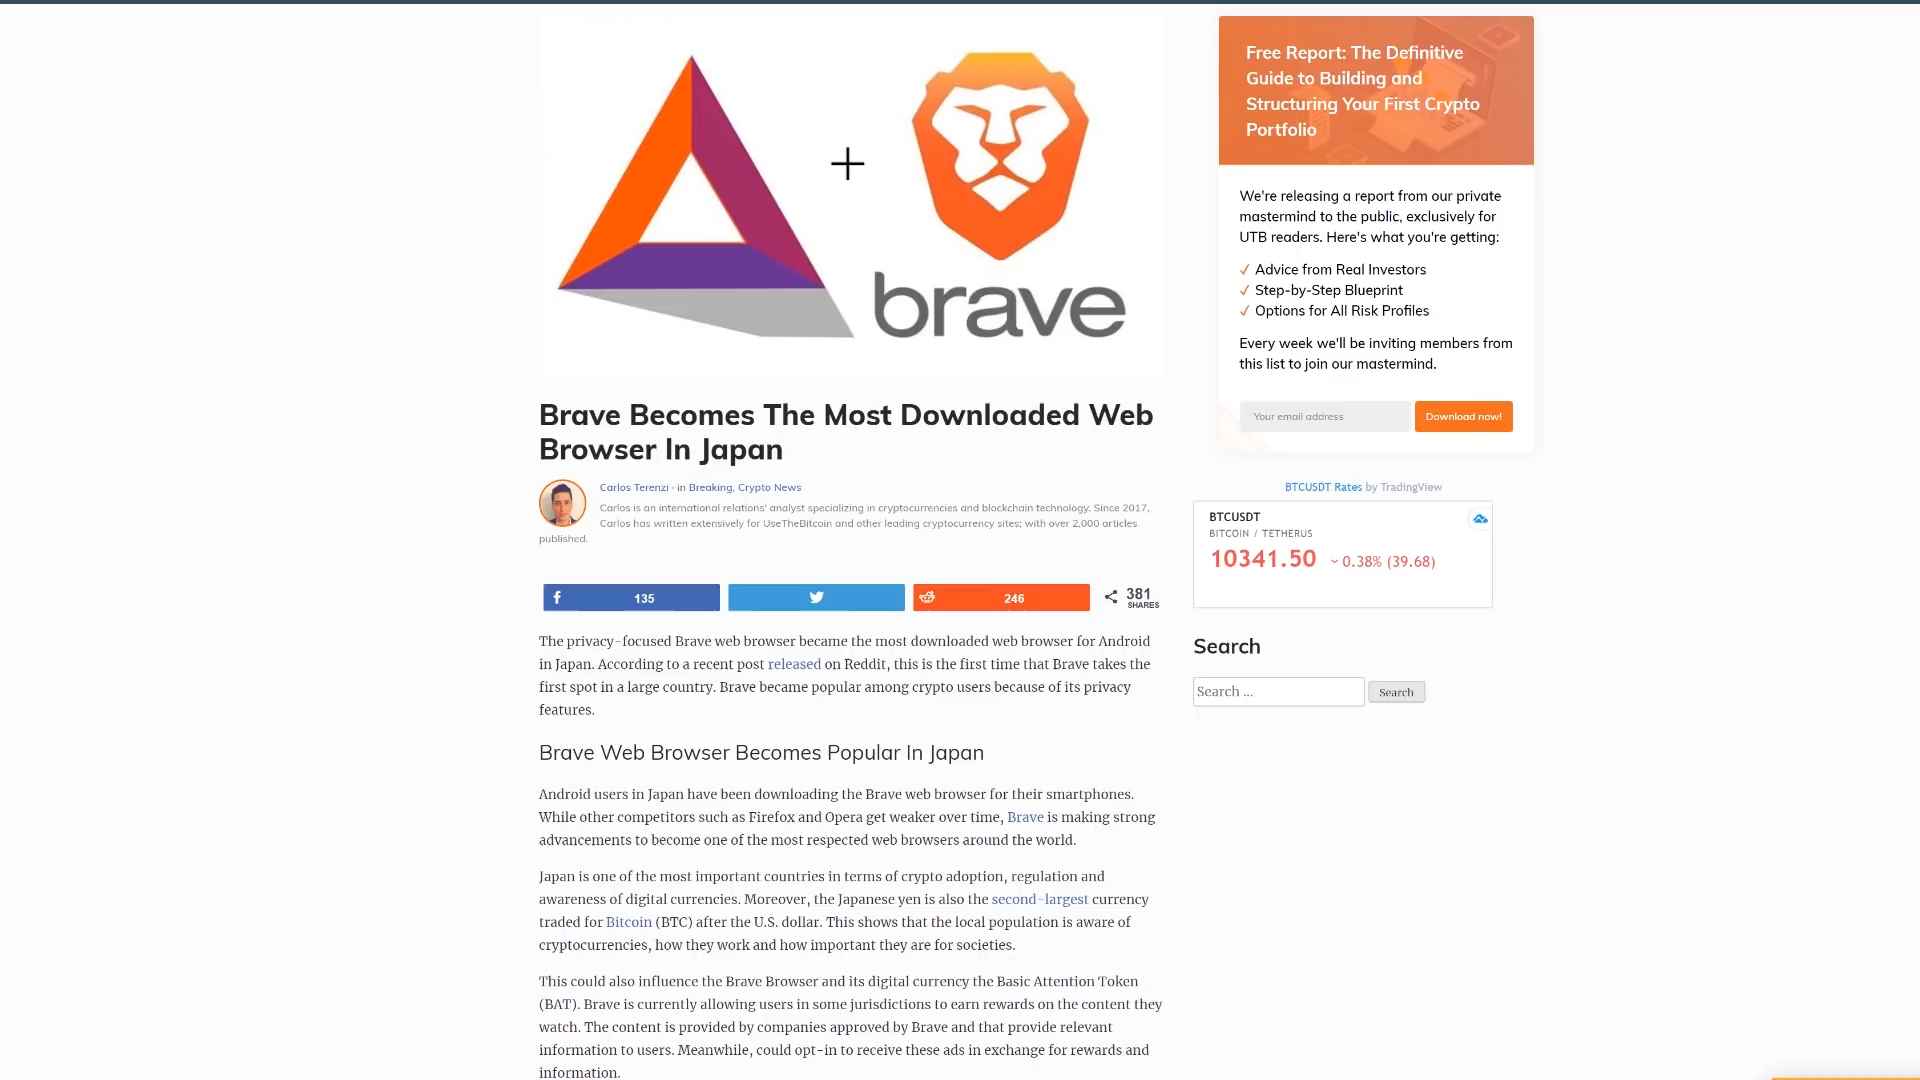 brave
Brave Becomes The Most Downloaded Web
Browser In Japan
Carlos Terenzi · in Breaking, Crypto News
Carlos is an international relations' analyst specializing in cryptocurrencies and blockchain technology. Since 2017,
Carlos has written extensively for UseTheBitcoin and other leading cryptocurrency sites; with over 2,000 articles
published.
135
246
381
SHARES
The privacy-focused Brave web browser became the most downloaded web browser for Android
in Japan. According to a recent post released on Reddit, this is the first time that Brave takes the
first spot in a large country. Brave became popular among crypto users because of its privacy
features.
Brave Web Browser Becomes Popular In Japan
Android users in Japan have been downloading the Brave web browser for their smartphones.
While other competitors such as Firefox and Opera get weaker over time, Brave is making strong
advancements to become one of the most respected web browsers around the world.
Japan is one of the most important countries in terms of crypto adoption, regulation and
awareness of digital currencies. Moreover, the Japanese yen is also the second-largest currency
traded for Bitcoin (BTC) after the U.S. dollar. This shows that the local population is aware of
cryptocurrencies, how they work and how important they are for societies.
This could also influence the Brave Browser and its digital currency the Basic Attention Token
(BAT). Brave is currently allowing users in some jurisdictions to earn rewards on the content they
watch. The content is provided by companies approved by Brave and that provide relevant
information to users. Meanwhile, could opt-in to receive these ads in exchange for rewards and
information.
Free Report: The Definitive
Guide to Building and
Structuring Your First Crypto
Portfolio
We're releasing a report from our private
mastermind to the public, exclusively for
UTB readers. Here's what you're getting:
✓ Advice from Real Investors
✓ Step-by-Step Blueprint
✓ Options for All Risk Profiles
Every week we'll be inviting members from
this list to join our mastermind.
Your email address
Download now!
BTCUSDT Rates by TradingView
BTCUSDT
BITCOIN / TETHERUS
10341.50 0.38% (39.68)
Search
Search ...
Search